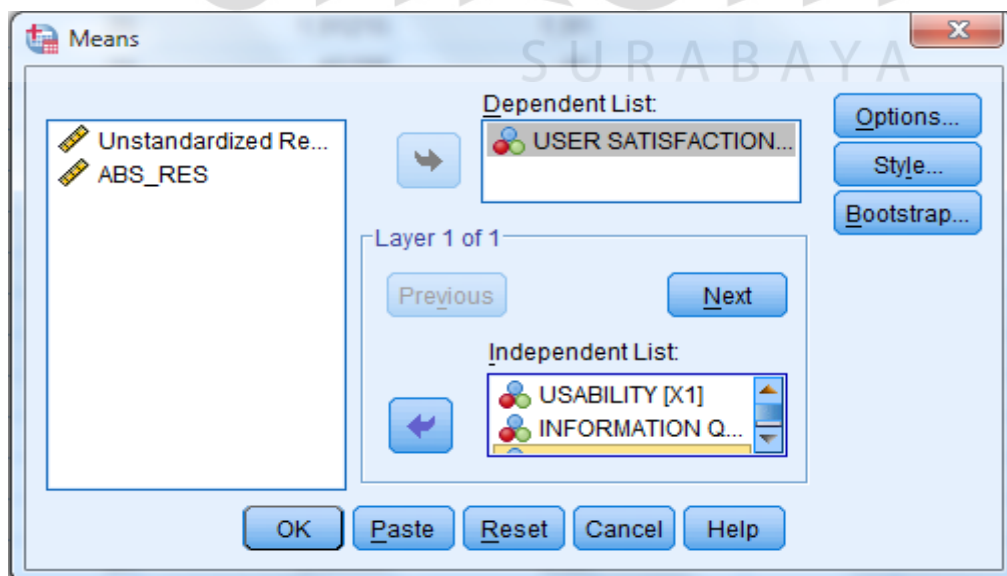 Means
SURABAYA
Unstandardized Re...
ABS_RES
Dependent List:
USER SATISFACTION...
Layer 1 of 1
Previous
Next
Independent List:
USABILITY [X1]
INFORMATION Q...
Options...
Style...
Bootstrap...
OK
Paste
Reset
Cancel
Help